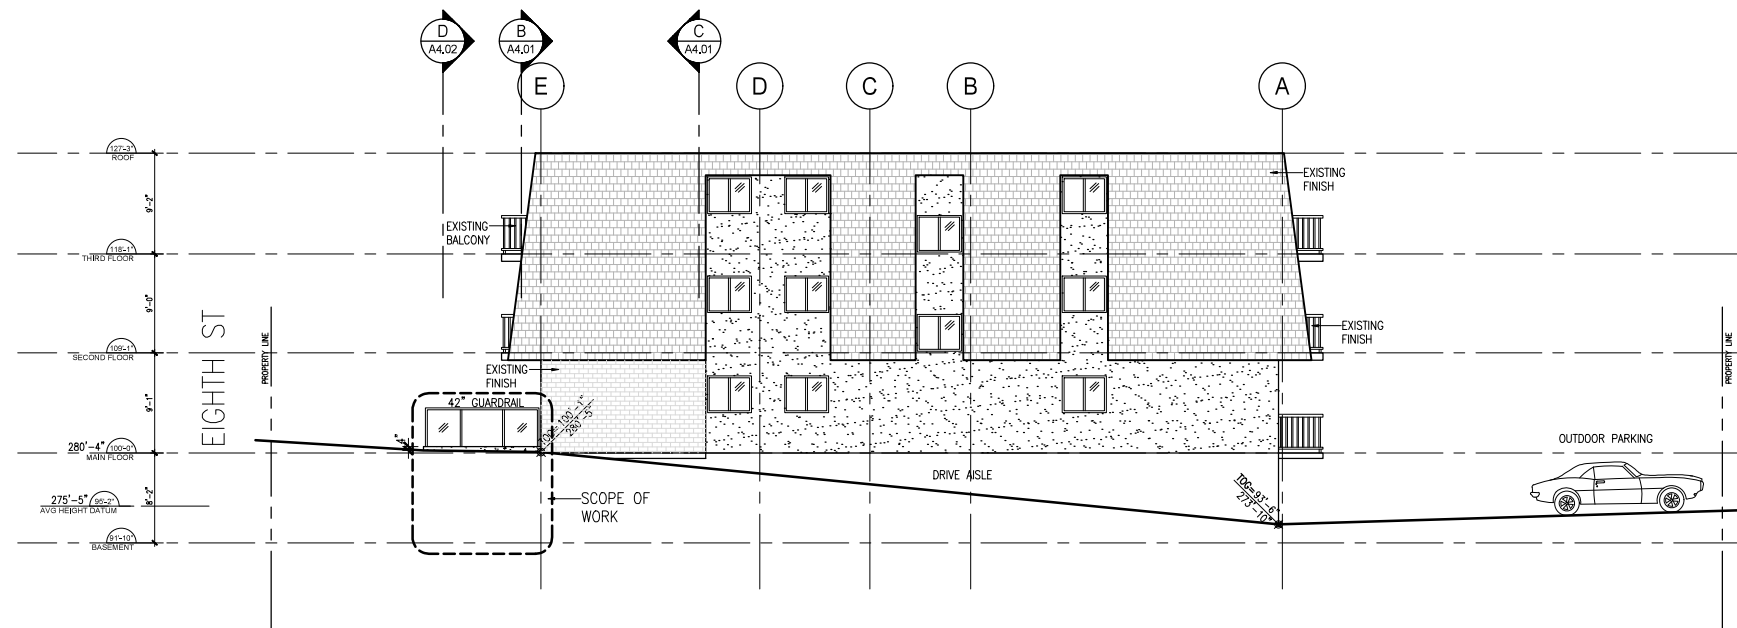 D
A4.02
B
A4.01
C
A4.01
E
D
C
B
A
127'-3"
ROOF
9'-2"
EXISTING
FINISH
EXISTING
BALCONY
118'-1"
THIRD FLOOR
9'-0"
EIGHTH ST
PROPERTY LINE
EXISTING
FINISH
PROPERTY LINE
109'-1"
SECOND FLOOR
EXISTING
FINISH
9'-1"
42" GUARDRAIL
280'-5"
280'-4"
100'-0"
MAIN FLOOR
OUTDOOR PARKING
DRIVE AISLE
8'-2"
275'-5"
95'-2"
AVG HEIGHT DATUM
SCOPE OF
WORK
TOG=93'-6"
273'-10"
91'-10"
BASEMENT